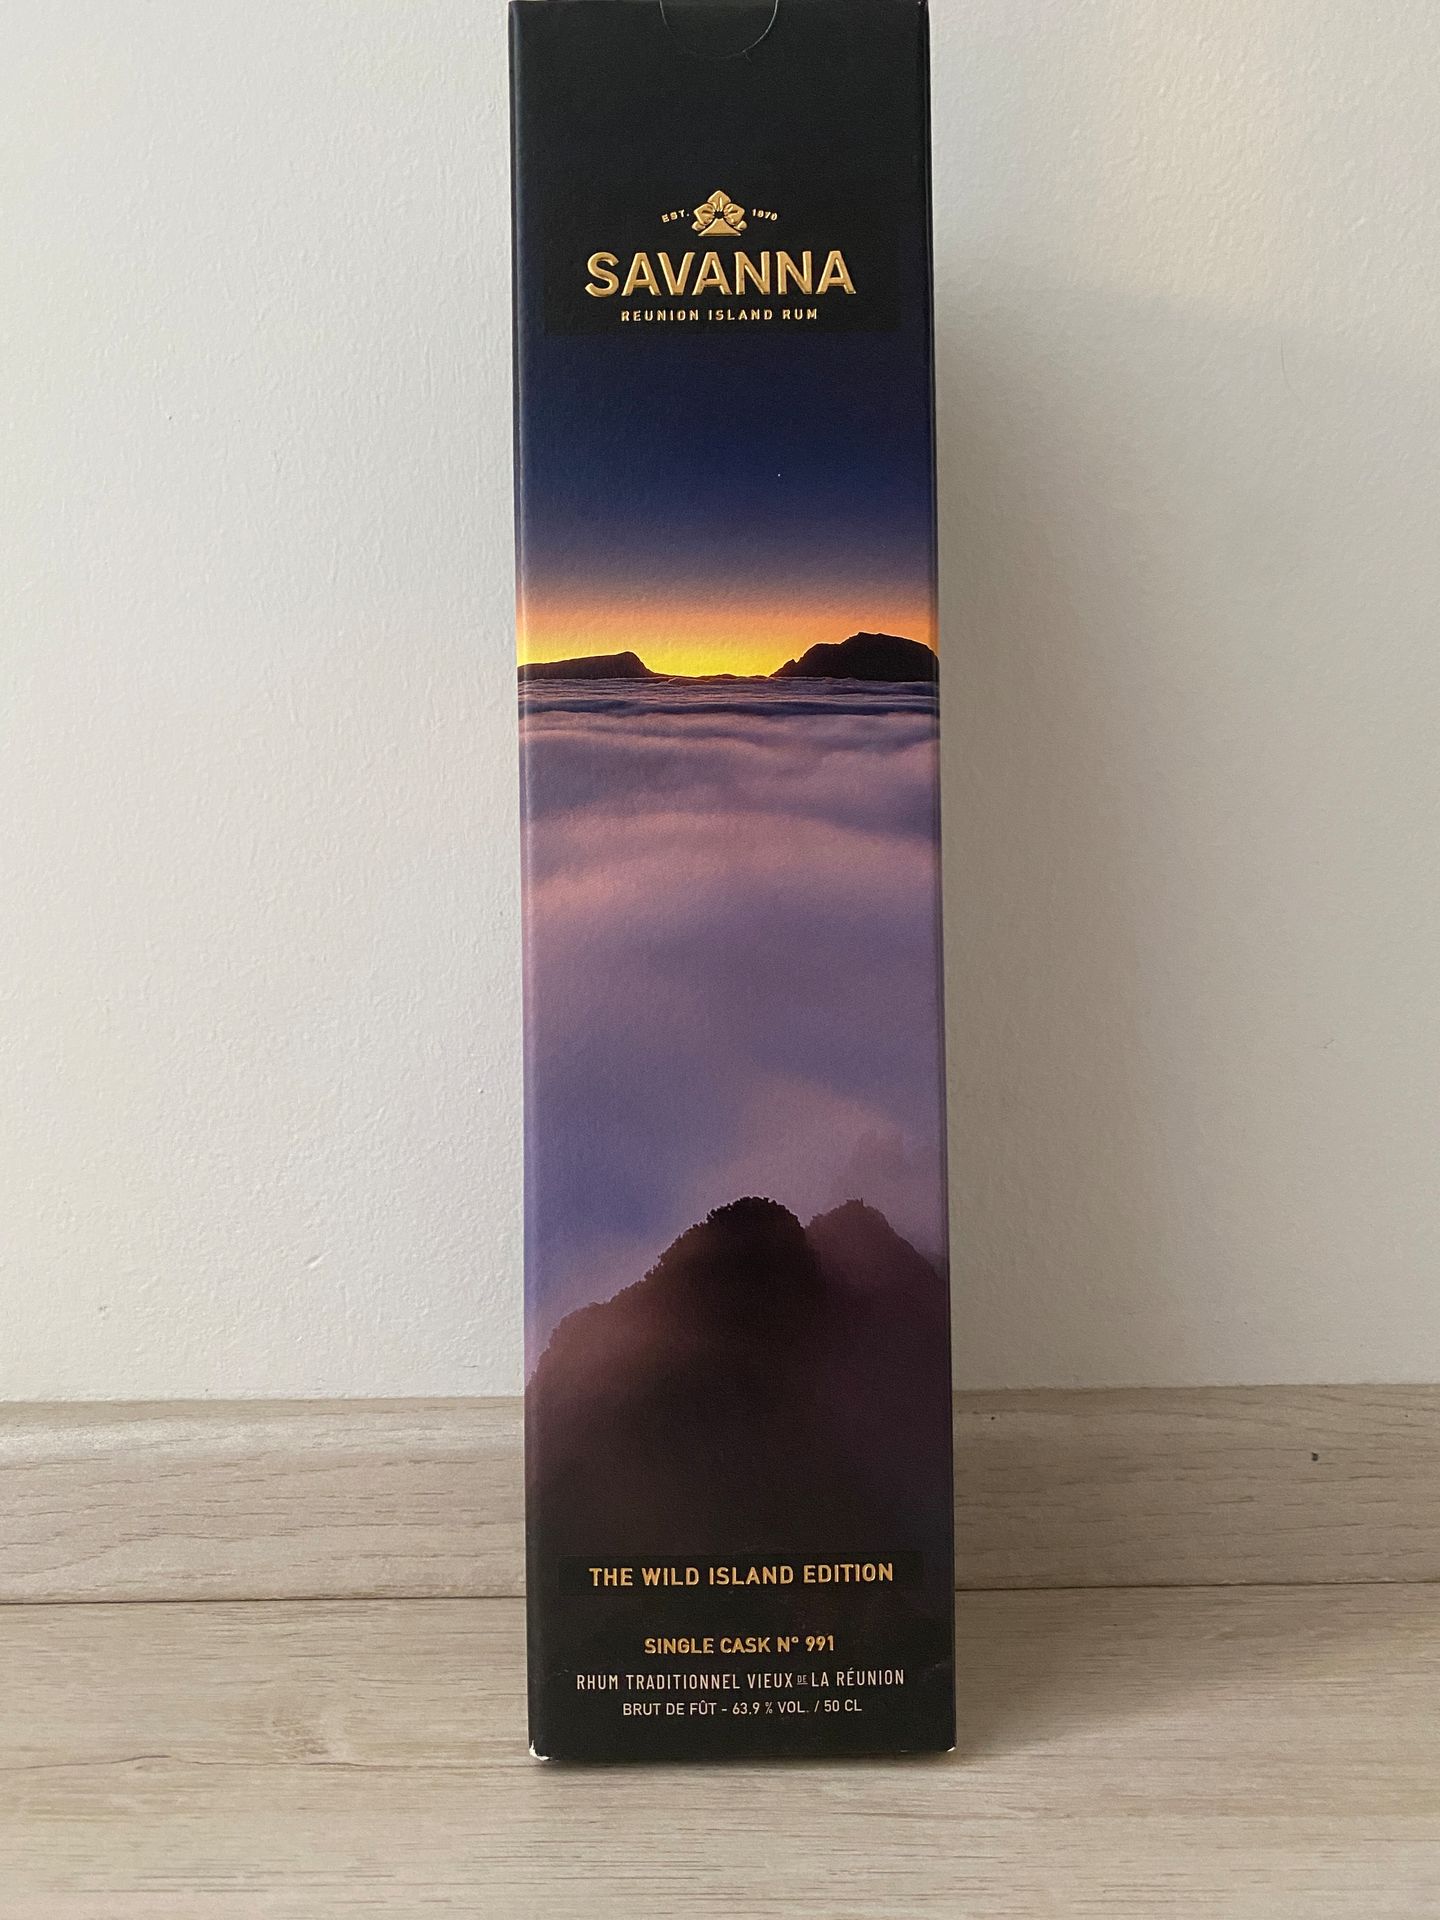 EST. 1870
SAVANNA
REUNION ISLAND RUM
THE WILD ISLAND EDITION
SINGLE CASK N° 991
RHUM TRADITIONNEL VIEUX DE LA RÉUNION
BRUT DE FÛT - 63,9 % VOL. / 50 CL